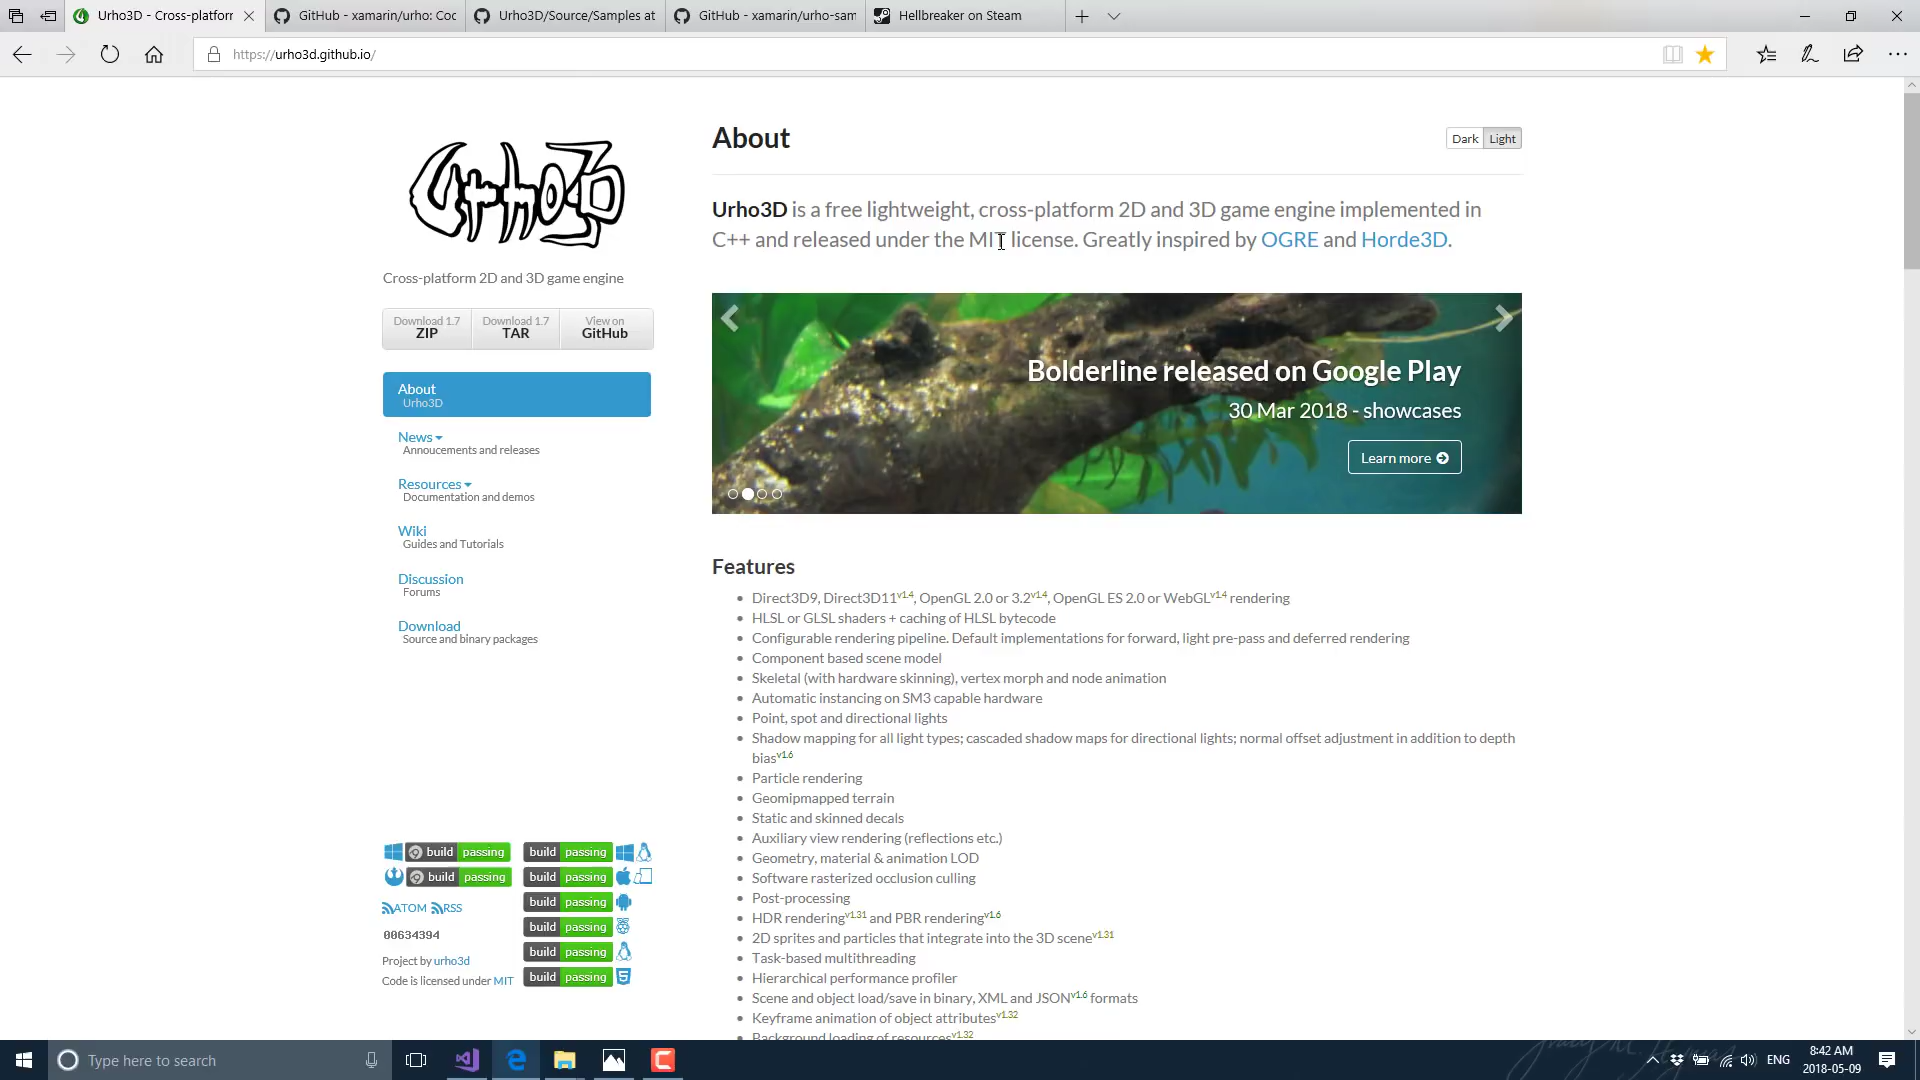 Urho3D - Cross-platform
GitHub - xamarin/urho: Coc
Urho3D/Source/Samples at
GitHub - xamarin/urho-sam
Hellbreaker on Steam
https://urho3d.github.io/
Urho3D
Cross-platform 2D and 3D game engine
Download 1.7
ZIP
Download 1.7
TAR
View on
GitHub
About
Urho3D
News
Annoucements and releases
Resources
Documentation and demos
Wiki
Guides and Tutorials
Discussion
Forums
Download
Source and binary packages
build passing
build passing
build passing
build passing
build passing
build passing
build passing
build passing
ATOM RSS
00634394
Project by urho3d
Code is licensed under MIT
About
Dark Light
Urho3D is a free lightweight, cross-platform 2D and 3D game engine implemented in
C++ and released under the MIT license. Greatly inspired by OGRE and Horde3D.
Bolderline released on Google Play
30 Mar 2018 - showcases
Learn more
Features
Direct3D9, Direct3D11v1.4, OpenGL 2.0 or 3.2v1.4, OpenGL ES 2.0 or WebGLv1.4 rendering
HLSL or GLSL shaders + caching of HLSL bytecode
Configurable rendering pipeline. Default implementations for forward, light pre-pass and deferred rendering
Component based scene model
Skeletal (with hardware skinning), vertex morph and node animation
Automatic instancing on SM3 capable hardware
Point, spot and directional lights
Shadow mapping for all light types; cascaded shadow maps for directional lights; normal offset adjustment in addition to depth
biasv1.6
Particle rendering
Geomipmapped terrain
Static and skinned decals
Auxiliary view rendering (reflections etc.)
Geometry, material & animation LOD
Software rasterized occlusion culling
Post-processing
HDR renderingv1.31 and PBR renderingv1.6
2D sprites and particles that integrate into the 3D scenev1.31
Task-based multithreading
Hierarchical performance profiler
Scene and object load/save in binary, XML and JSONv1.6 formats
Keyframe animation of object attributesv1.32
Background loading of resourcesv1.32
Type here to search
ENG
8:42 AM
2018-05-09